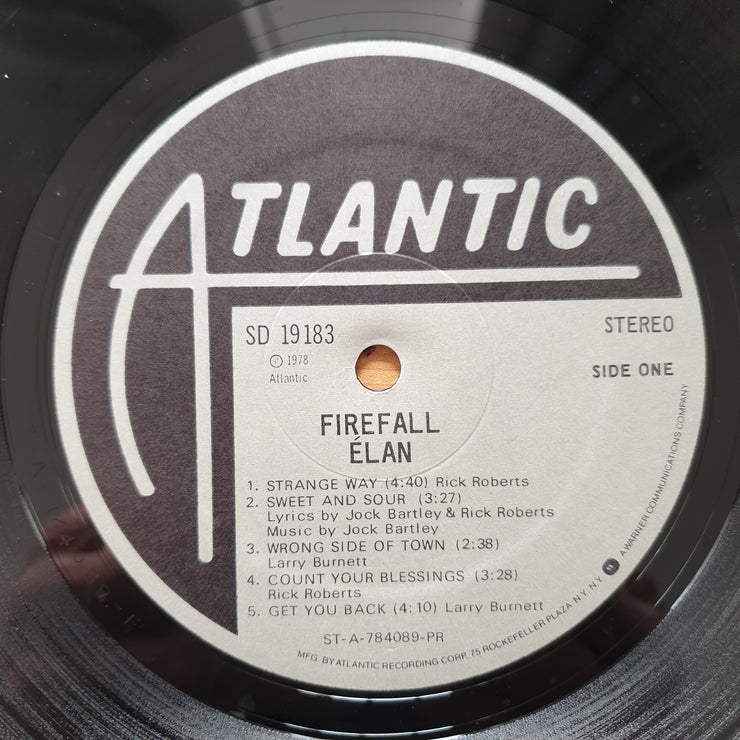 ATLANTIC
SD 19183
STEREO
Ⓟ 1978
Atlantic
SIDE ONE
FIREFALL
ÉLAN
1. STRANGE WAY (4:40) Rick Roberts
2. SWEET AND SOUR (3:27)
Lyrics by Jock Bartley & Rick Roberts
Music by Jock Bartley
3. WRONG SIDE OF TOWN (2:38)
Larry Burnett
4. COUNT YOUR BLESSINGS (3:28)
Rick Roberts
5. GET YOU BACK (4:10) Larry Burnett
ST-A-784089-PR
MFG. BY ATLANTIC RECORDING CORP. 75 ROCKEFELLER PLAZA N.Y. N.Y. A WARNER COMMUNICATIONS COMPANY